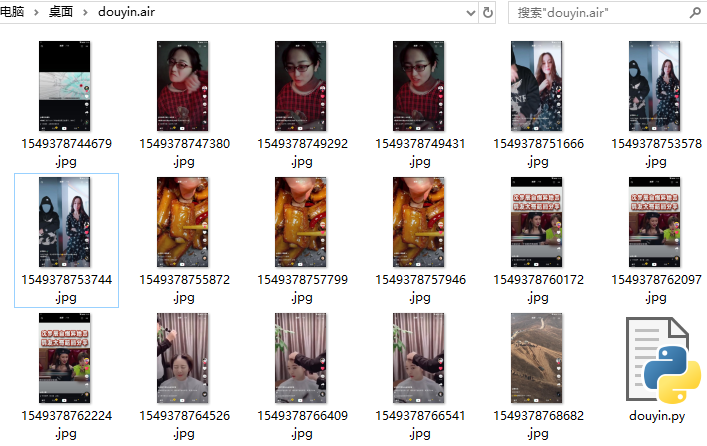 电脑 > 桌面 > douyin.air
搜索"douyin.air"
1549378744679.jpg
1549378747380.jpg
1549378749292.jpg
1549378749431.jpg
1549378751666.jpg
1549378753578.jpg
1549378753744.jpg
1549378755872.jpg
1549378757799.jpg
1549378757946.jpg
1549378760172.jpg
1549378762097.jpg
1549378762224.jpg
1549378764526.jpg
1549378766409.jpg
1549378766541.jpg
1549378768682.jpg
douyin.py